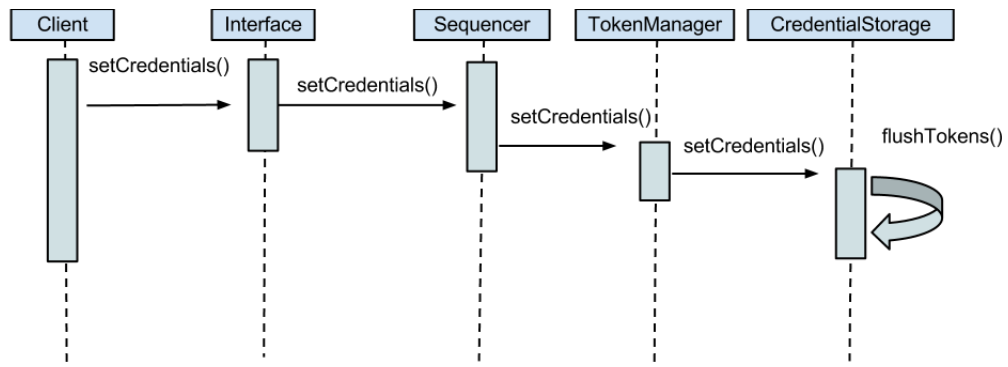 Client
Interface
Sequencer
TokenManager
CredentialStorage
setCredentials()
setCredentials()
setCredentials()
setCredentials()
flushTokens()